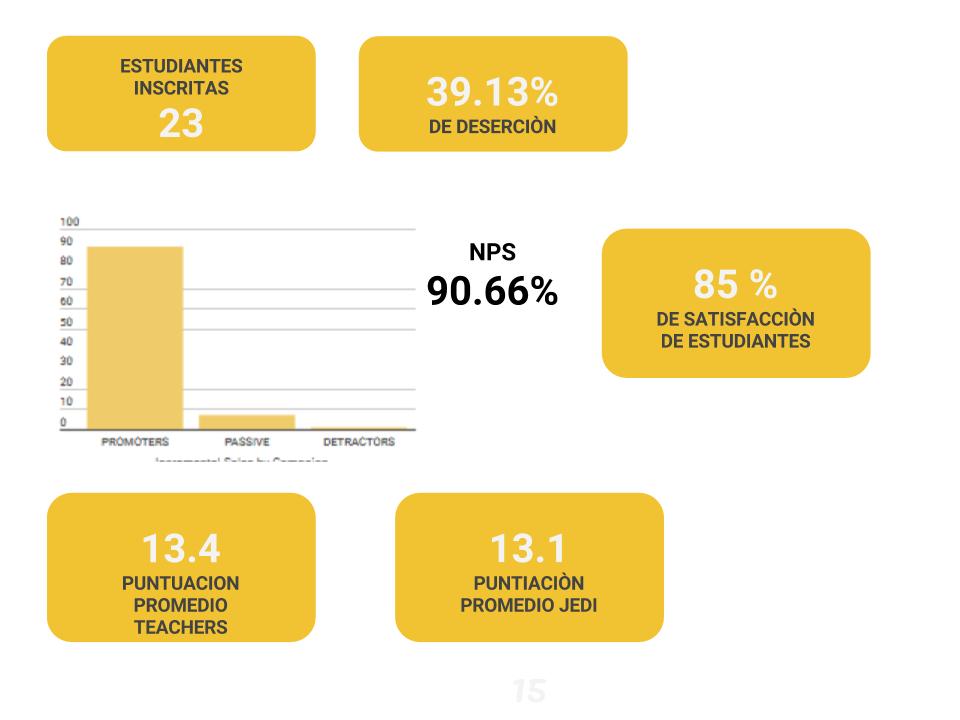 ESTUDIANTES
INSCRITAS
23
39.13%
DE DESERCIÒN
100
90
80
70
60
50
40
30
20
10
0
PROMOTERS
PASSIVE
DETRACTORS
NPS
90.66%
85 %
DE SATISFACCIÒN
DE ESTUDIANTES
13.4
PUNTUACION
PROMEDIO
TEACHERS
13.1
PUNTIACIÒN
PROMEDIO JEDI
15